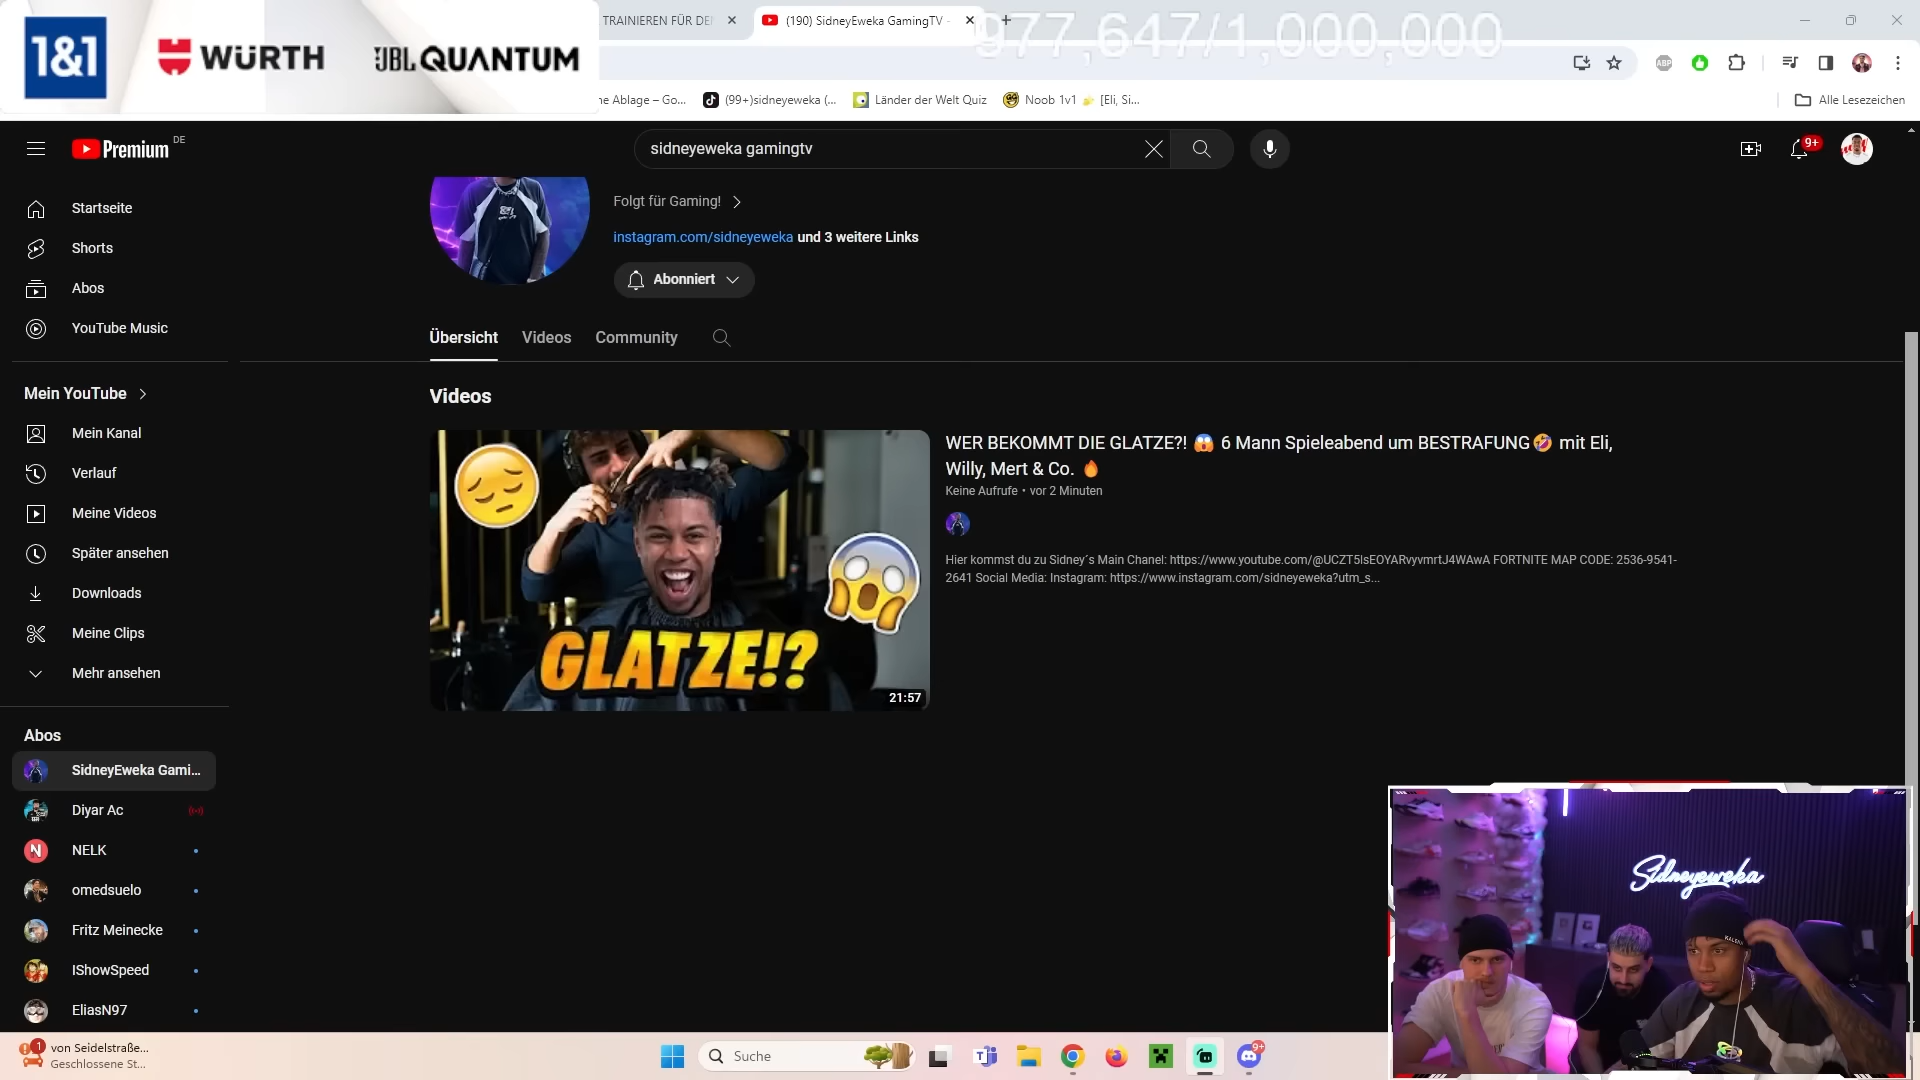 1&1
WÜRTH
JBL QUANTUM
TRAINIEREN FÜR DE
(190) SidneyEweka GamingTV -
977,647/1,000,000
ABP
ne Ablage – Go...
(99+)sidneyeweka (...
Länder der Welt Quiz
Noob 1v1 ⭐ [Eli, Si...
Alle Lesezeichen
Premium DE
sidneyeweka gamingtv
9+
Startseite
Shorts
Abos
YouTube Music
Mein YouTube
Mein Kanal
Verlauf
Meine Videos
Später ansehen
Downloads
Meine Clips
Mehr ansehen
Abos
SidneyEweka Gami...
Diyar Ac
NELK
omedsuelo
Fritz Meinecke
IShowSpeed
EliasN97
Folgt für Gaming!
instagram.com/sidneyeweka und 3 weitere Links
Abonniert
Übersicht Videos Community
Videos
GLATZE!?
21:57
WER BEKOMMT DIE GLATZE?! 😱 6 Mann Spieleabend um BESTRAFUNG🤣 mit Eli,
Willy, Mert & Co. 🔥
Keine Aufrufe • vor 2 Minuten
Hier kommst du zu Sidney´s Main Chanel: https://www.youtube.com/@UCZT5IsEOYARvyvmrtJ4WAwA FORTNITE MAP CODE: 2536-9541-
2641 Social Media: Instagram: https://www.instagram.com/sidneyeweka?utm_s...
Sidneyeweka
1
von Seidelstraße...
Geschlossene St...
Suche
9+